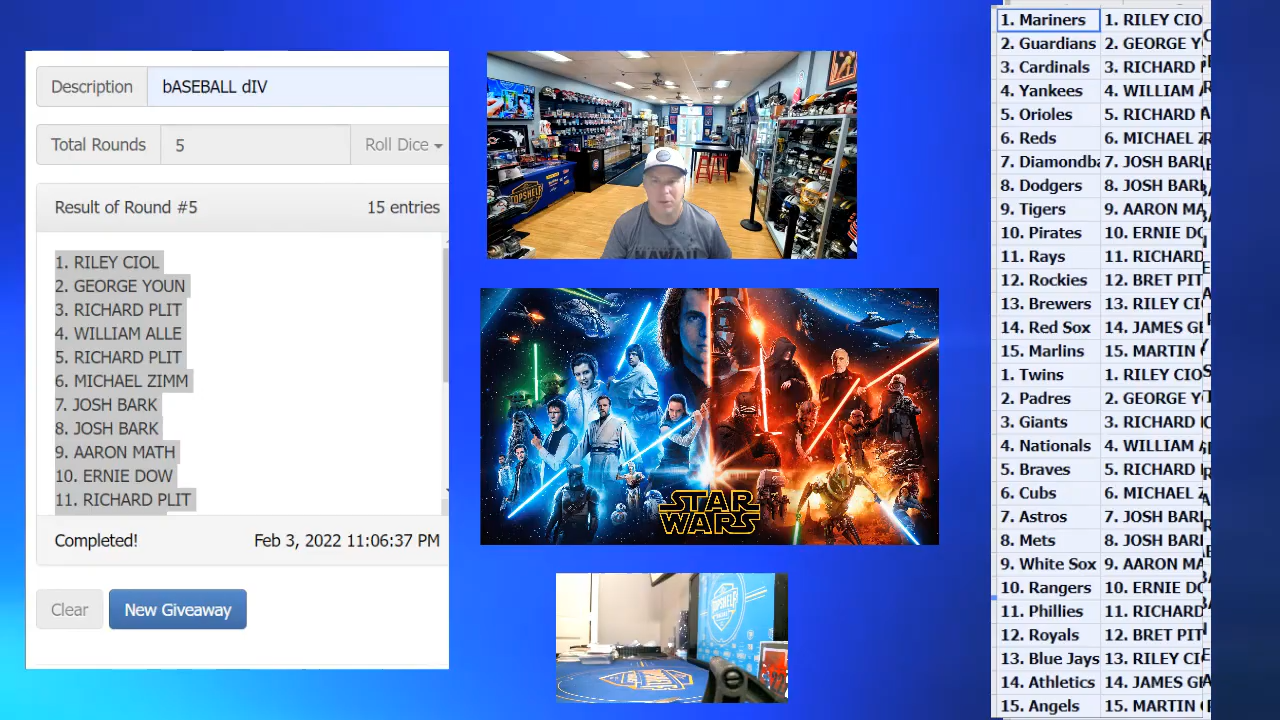 Description bASEBALL dIV
Total Rounds 5 Roll Dice
Result of Round #5 15 entries
1. RILEY CIOL
2. GEORGE YOUN
3. RICHARD PLIT
4. WILLIAM ALLE
5. RICHARD PLIT
6. MICHAEL ZIMM
7. JOSH BARK
8. JOSH BARK
9. AARON MATH
10. ERNIE DOW
11. RICHARD PLIT
Completed! Feb 3, 2022 11:06:37 PM
Clear New Giveaway
TOPSHELF
STAR
WARS
TOPSHELF
1. Mariners 1. RILEY CIO
2. Guardians 2. GEORGE Y
3. Cardinals 3. RICHARD
4. Yankees 4. WILLIAM
5. Orioles 5. RICHARD
6. Reds 6. MICHAEL
7. Diamondba 7. JOSH BAR
8. Dodgers 8. JOSH BAR
9. Tigers 9. AARON MA
10. Pirates 10. ERNIE DO
11. Rays 11. RICHARD
12. Rockies 12. BRET PIT
13. Brewers 13. RILEY CI
14. Red Sox 14. JAMES GE
15. Marlins 15. MARTIN
1. Twins 1. RILEY CIO
2. Padres 2. GEORGE Y
3. Giants 3. RICHARD
4. Nationals 4. WILLIAM
5. Braves 5. RICHARD
6. Cubs 6. MICHAEL
7. Astros 7. JOSH BAR
8. Mets 8. JOSH BAR
9. White Sox 9. AARON MA
10. Rangers 10. ERNIE DO
11. Phillies 11. RICHARD
12. Royals 12. BRET PIT
13. Blue Jays 13. RILEY CI
14. Athletics 14. JAMES GE
15. Angels 15. MARTIN